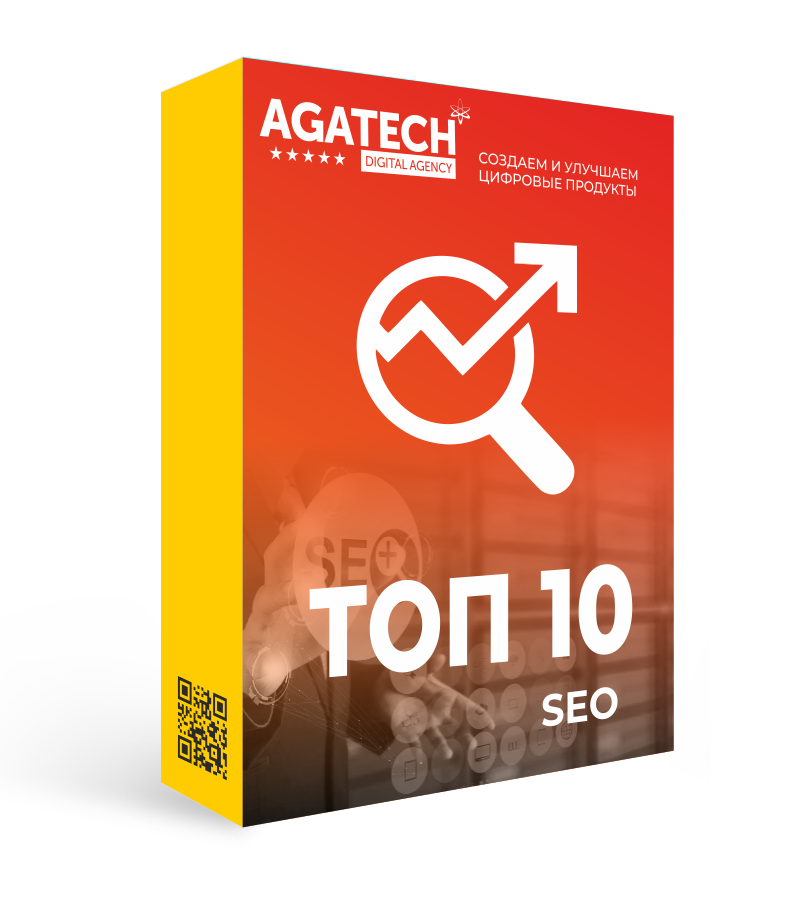 AGATECH
DIGITAL AGENCY
СОЗДАЕМ И УЛУЧШАЕМ
ЦИФРОВЫЕ ПРОДУКТЫ
SEO
ТОП 10
SEO